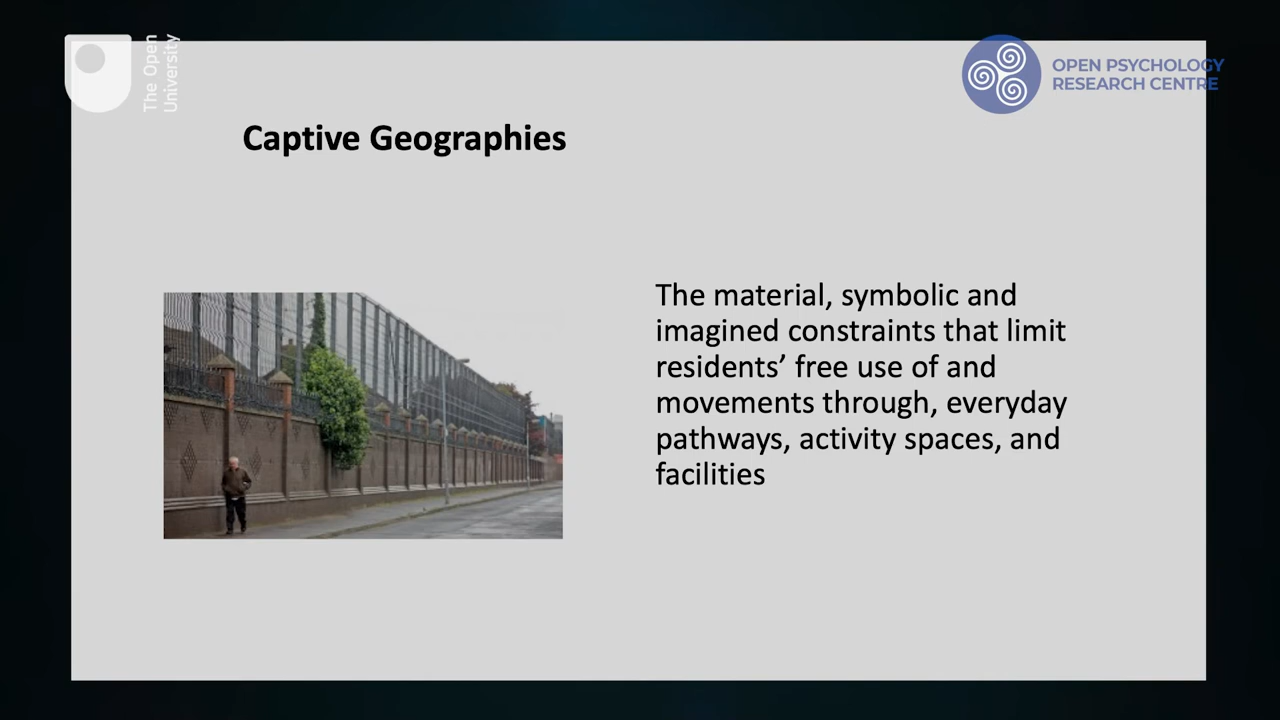 The Open
University
OPEN PSYCHOLOGY
RESEARCH CENTRE
Captive Geographies
The material, symbolic and
imagined constraints that limit
residents’ free use of and
movements through, everyday
pathways, activity spaces, and
facilities